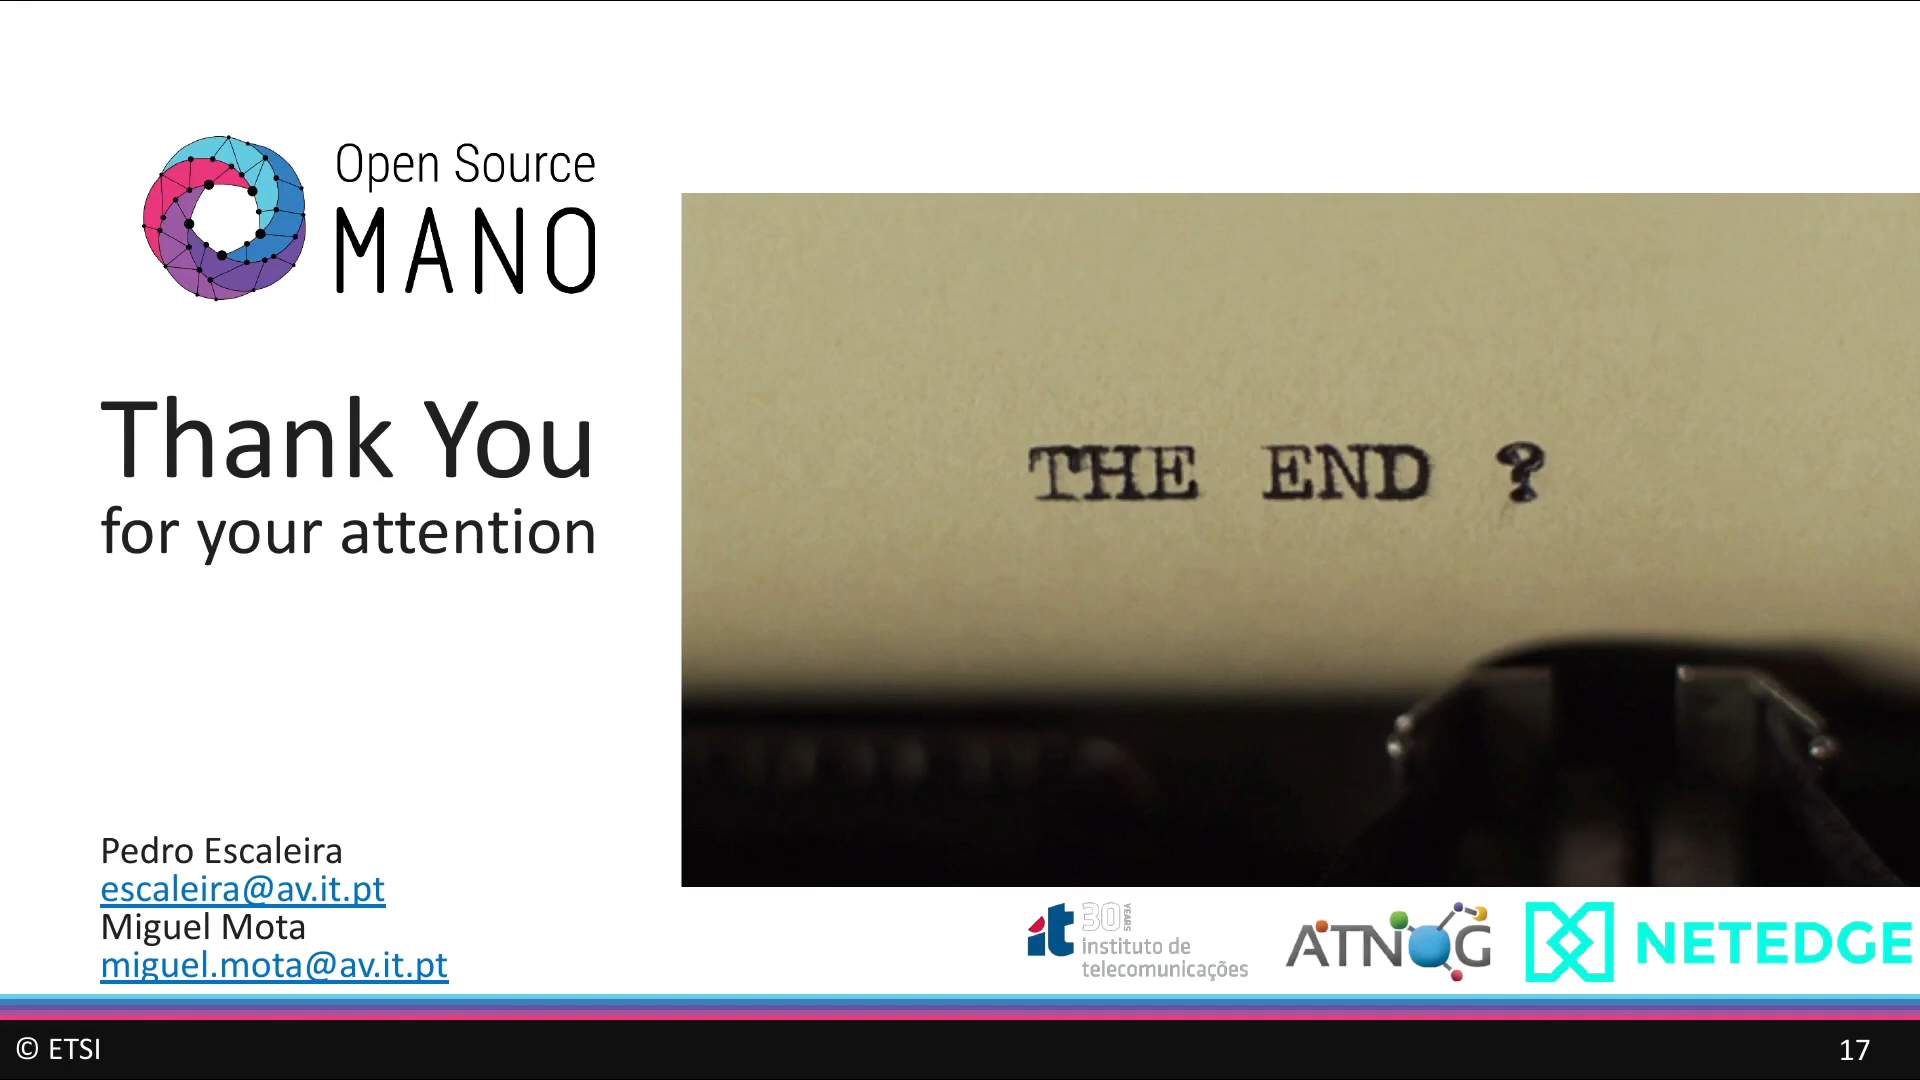 Open Source
MANO
Thank You
for your attention
THE END ?
Pedro Escaleira
escaleira@av.it.pt
Miguel Mota
miguel.mota@av.it.pt
it
30 YEARS
instituto de
telecomunicações
ATNOG
NETEDGE
© ETSI
17